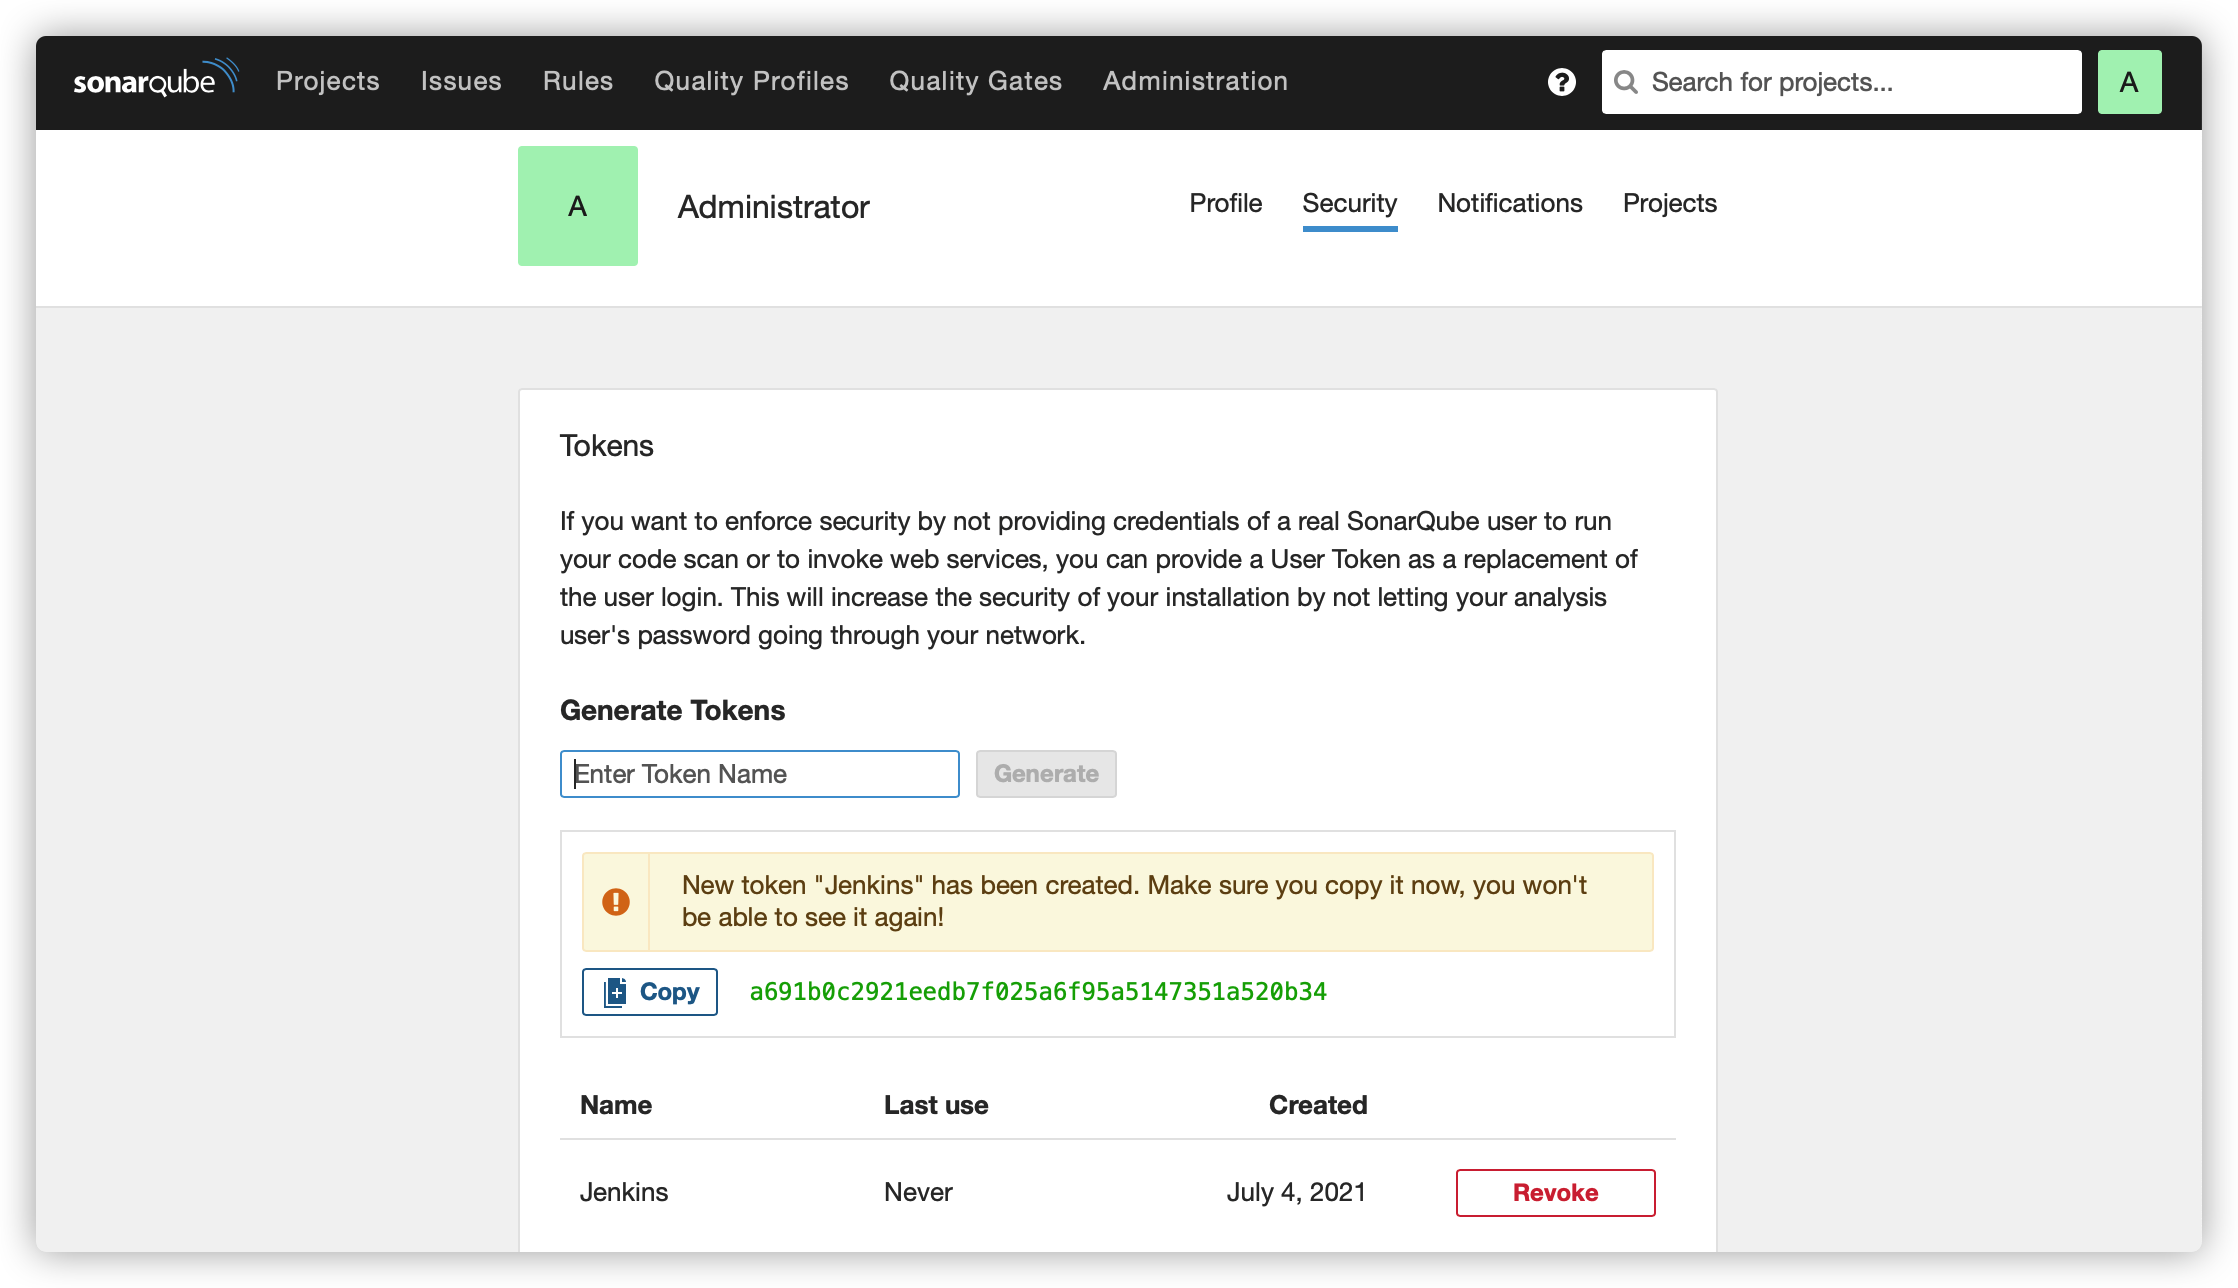 sonarqube Projects Issues Rules Quality Profiles Quality Gates Administration ? Search for projects... A
A Administrator Profile Security Notifications Projects
Tokens
If you want to enforce security by not providing credentials of a real SonarQube user to run
your code scan or to invoke web services, you can provide a User Token as a replacement of
the user login. This will increase the security of your installation by not letting your analysis
user's password going through your network.
Generate Tokens
Enter Token Name Generate
New token "Jenkins" has been created. Make sure you copy it now, you won't
be able to see it again!
Copy a691b0c2921eedb7f025a6f95a5147351a520b34
Name Last use Created
Jenkins Never July 4, 2021 Revoke